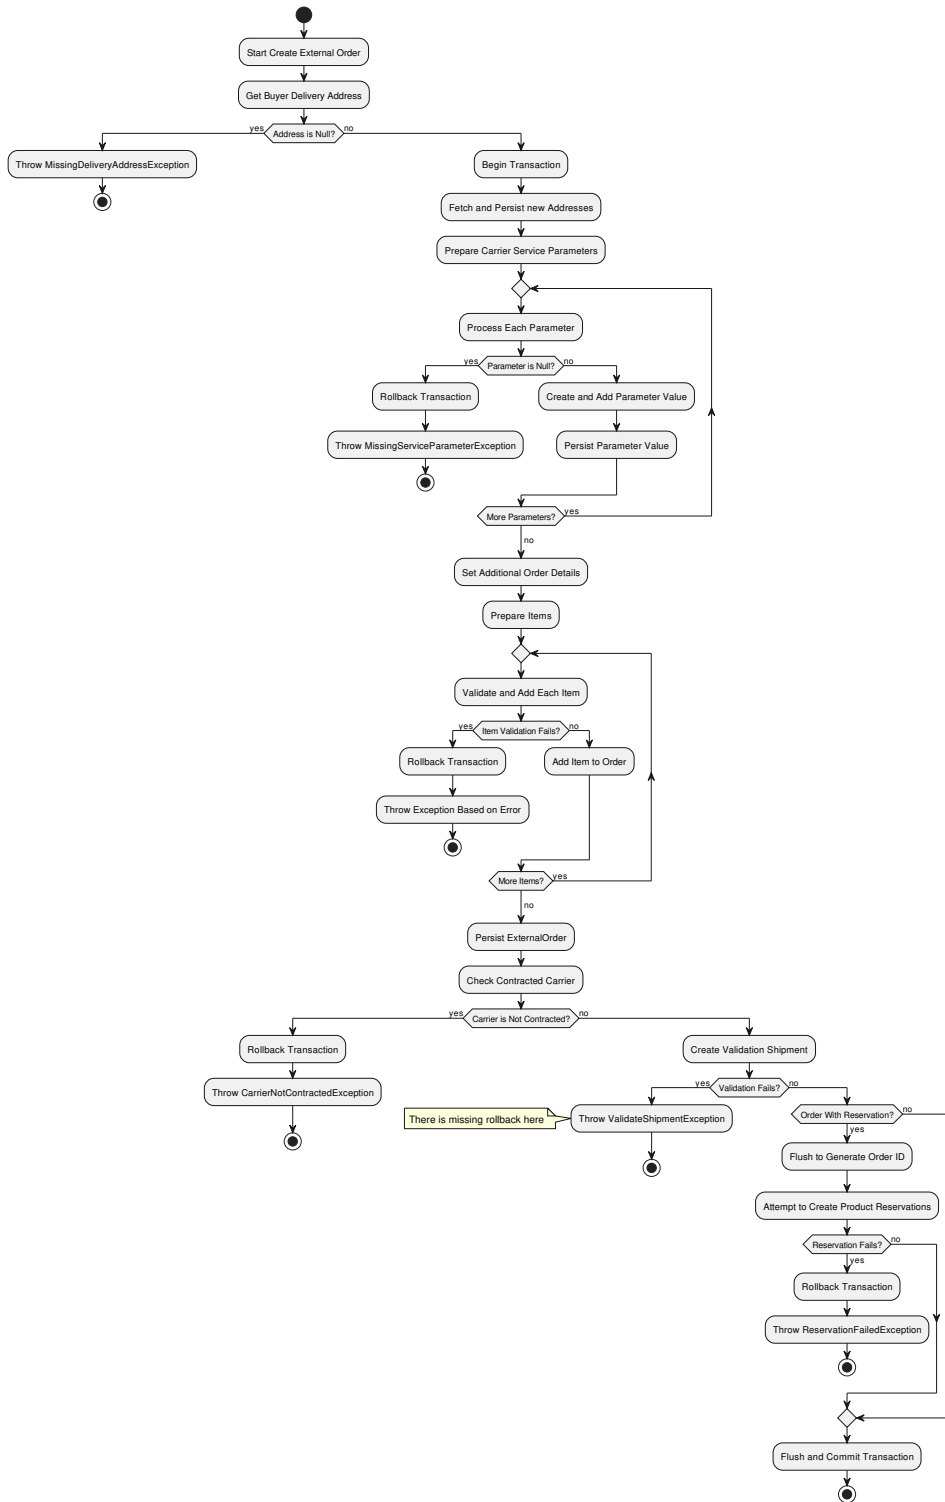 Start Create External Order
Get Buyer Delivery Address
yes
Address is Null?
no
Throw MissingDeliveryAddressException
Begin Transaction
Fetch and Persist new Addresses
Prepare Carrier Service Parameters
Process Each Parameter
yes
Parameter is Null?
no
Rollback Transaction
Create and Add Parameter Value
Throw MissingServiceParameterException
Persist Parameter Value
More Parameters?
yes
no
Set Additional Order Details
Prepare Items
Validate and Add Each Item
yes
Item Validation Fails?
no
Rollback Transaction
Add Item to Order
Throw Exception Based on Error
More Items?
yes
no
Persist ExternalOrder
Check Contracted Carrier
yes
Carrier is Not Contracted?
no
Rollback Transaction
Create Validation Shipment
Throw CarrierNotContractedException
yes
Validation Fails?
no
There is missing rollback here
Throw ValidateShipmentException
Order With Reservation?
no
yes
Flush to Generate Order ID
Attempt to Create Product Reservations
Reservation Fails?
no
yes
Rollback Transaction
Throw ReservationFailedException
Flush and Commit Transaction